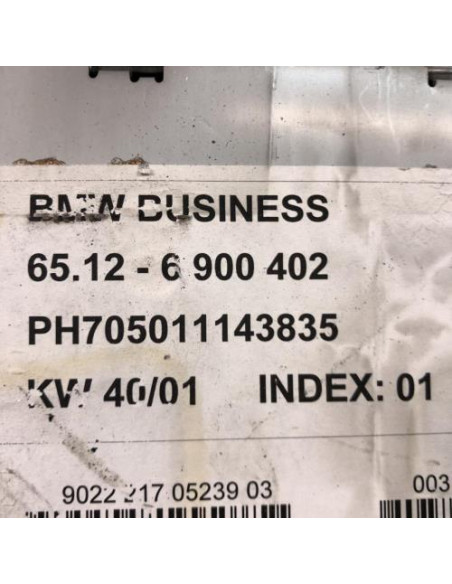 BMW BUSINESS
65.12 - 6 900 402
PH705011143835
KW 40/01 INDEX: 01
9022 217 05239 03 003